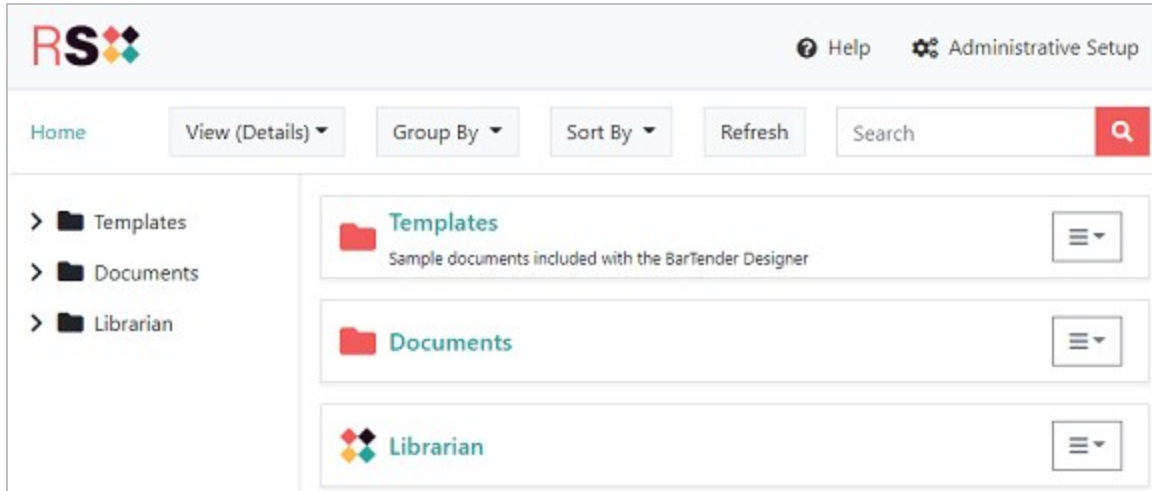 RS
Help
Administrative Setup
Home
View (Details)
Group By
Sort By
Refresh
Search
Templates
Documents
Librarian
Templates
Sample documents included with the BarTender Designer
Documents
Librarian